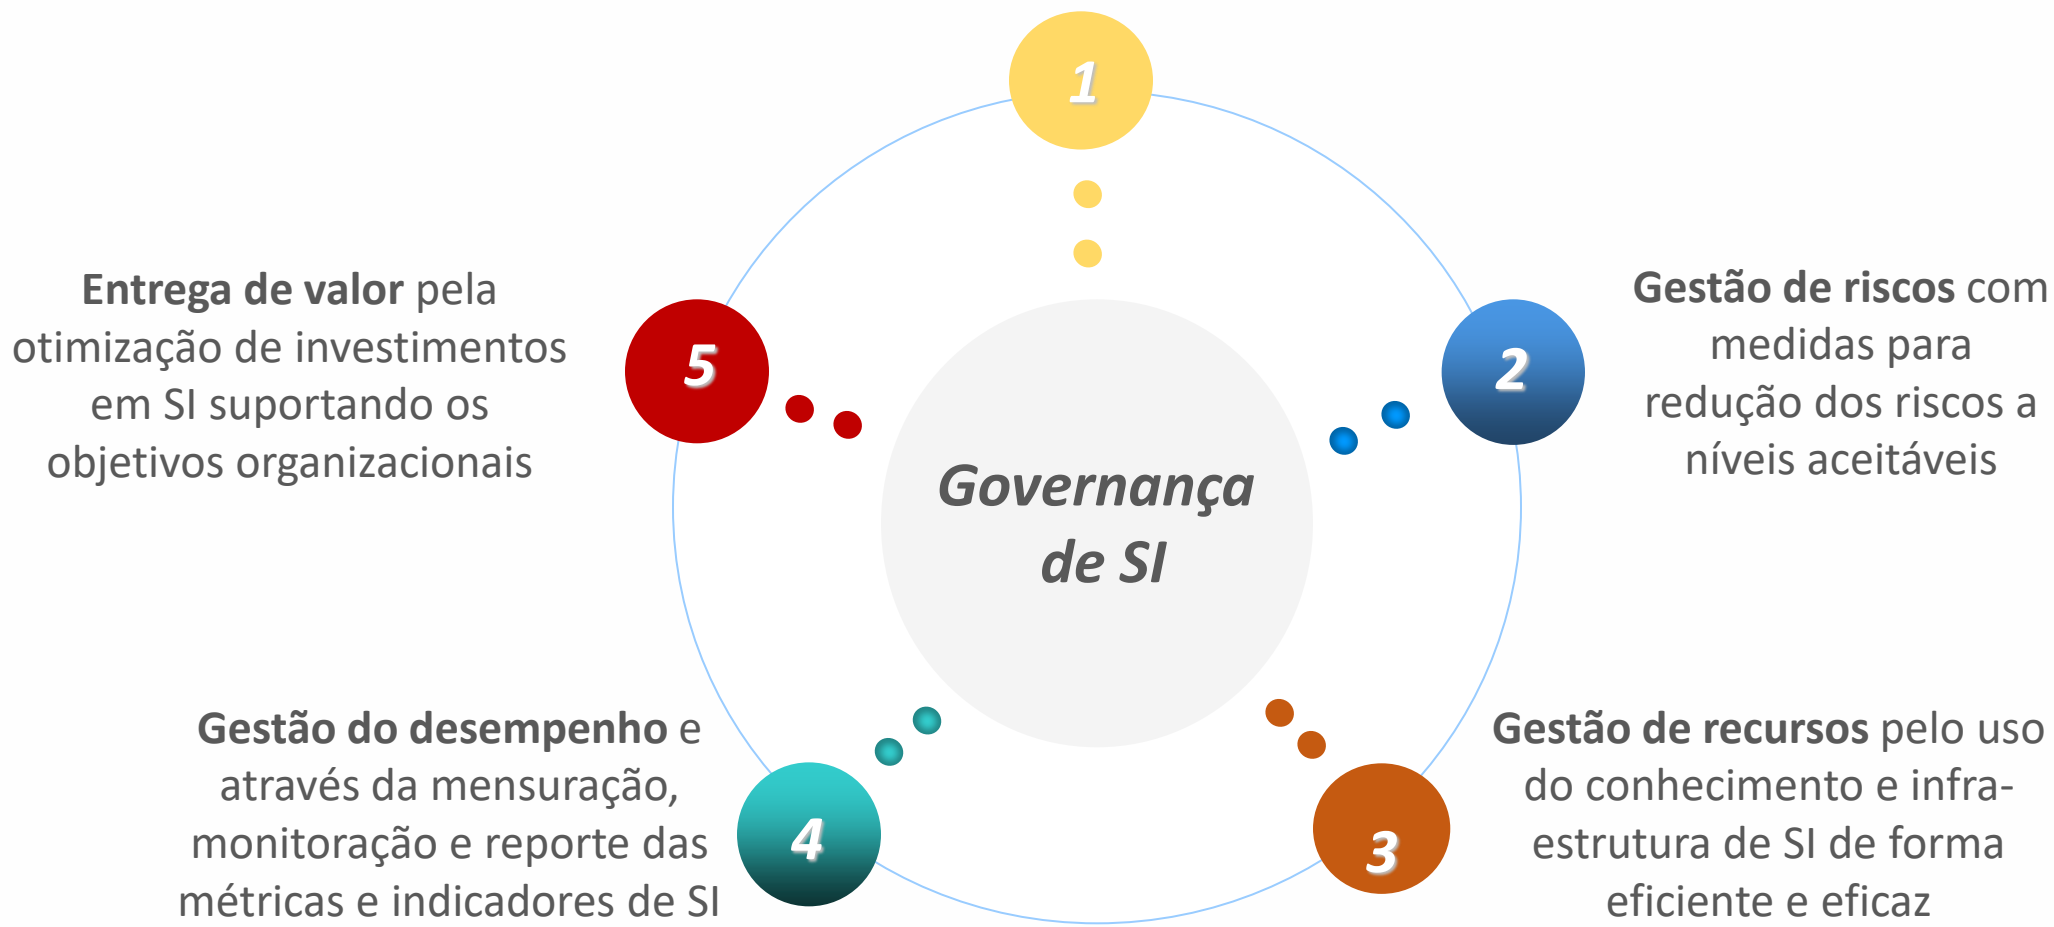 1
Gestão de riscos com
medidas para
redução dos riscos a
níveis aceitáveis
2
Gestão de recursos pelo uso
do conhecimento e infra-
estrutura de SI de forma
eficiente e eficaz
3
Gestão do desempenho e
através da mensuração,
monitoração e reporte das
métricas e indicadores de SI
4
Entrega de valor pela
otimização de investimentos
em SI suportando os
objetivos organizacionais
5
Governança
de SI